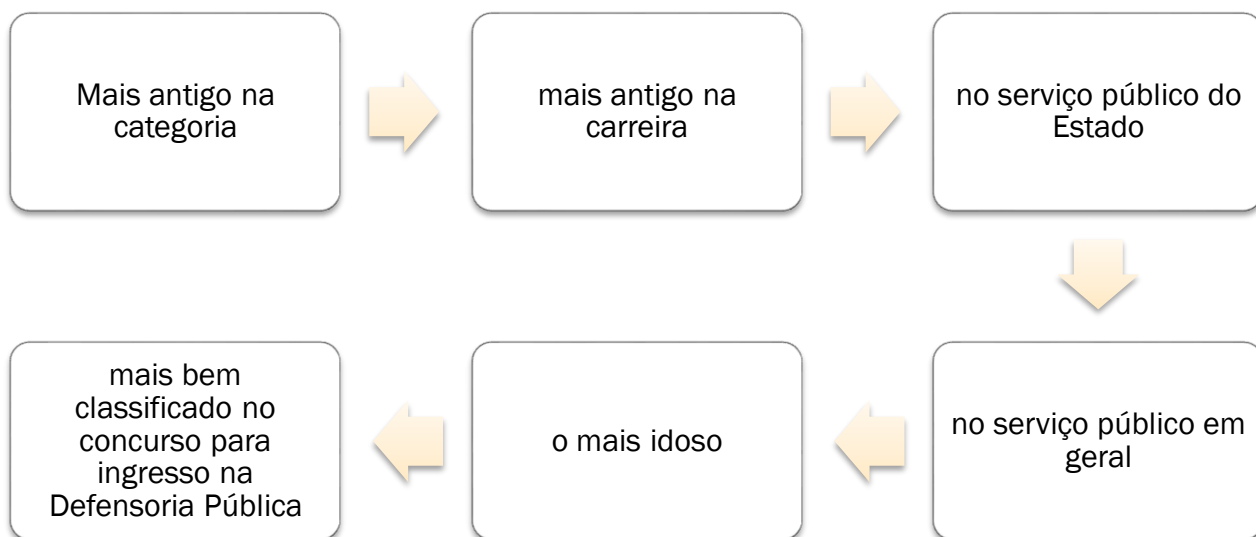 Mais antigo na
categoria
mais antigo na
carreira
no serviço público do
Estado
no serviço público em
geral
o mais idoso
mais bem
classificado no
concurso para
ingresso na
Defensoria Pública